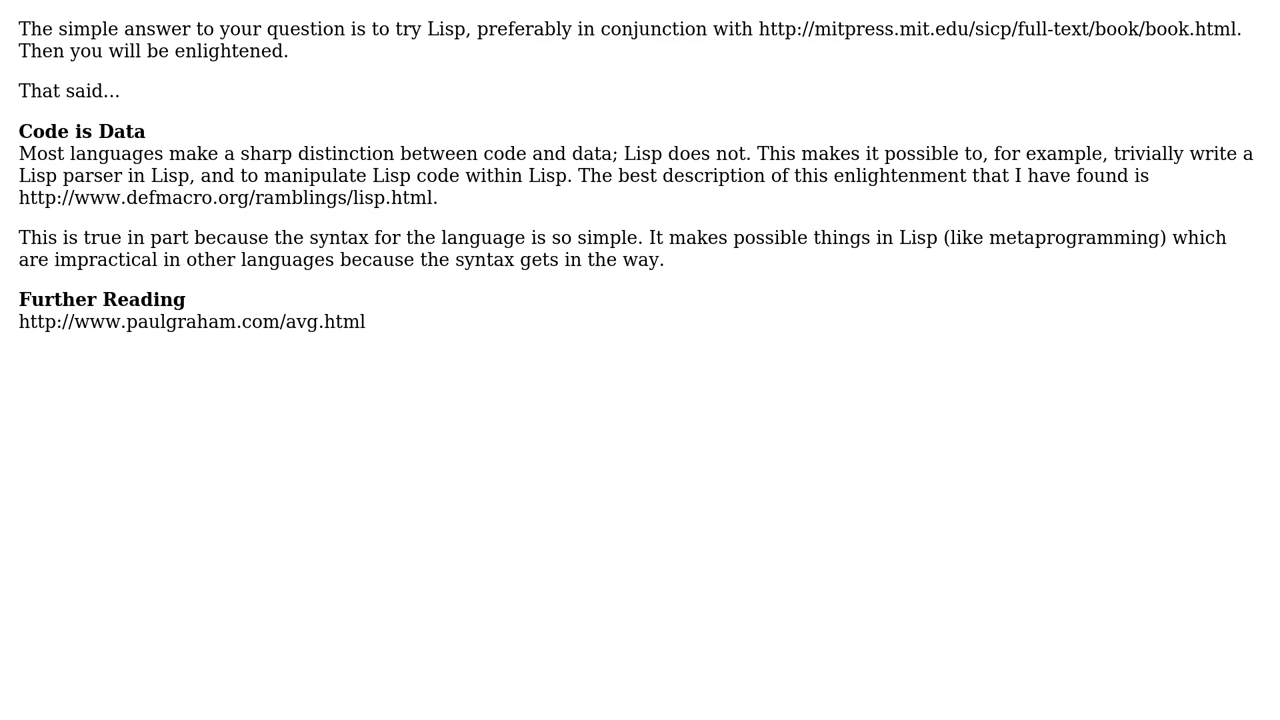 The simple answer to your question is to try Lisp, preferably in conjunction with http://mitpress.mit.edu/sicp/full-text/book/book.html.
Then you will be enlightened.
That said...
Code is Data
Most languages make a sharp distinction between code and data; Lisp does not. This makes it possible to, for example, trivially write a
Lisp parser in Lisp, and to manipulate Lisp code within Lisp. The best description of this enlightenment that I have found is
http://www.defmacro.org/ramblings/lisp.html.
This is true in part because the syntax for the language is so simple. It makes possible things in Lisp (like metaprogramming) which
are impractical in other languages because the syntax gets in the way.
Further Reading
http://www.paulgraham.com/avg.html